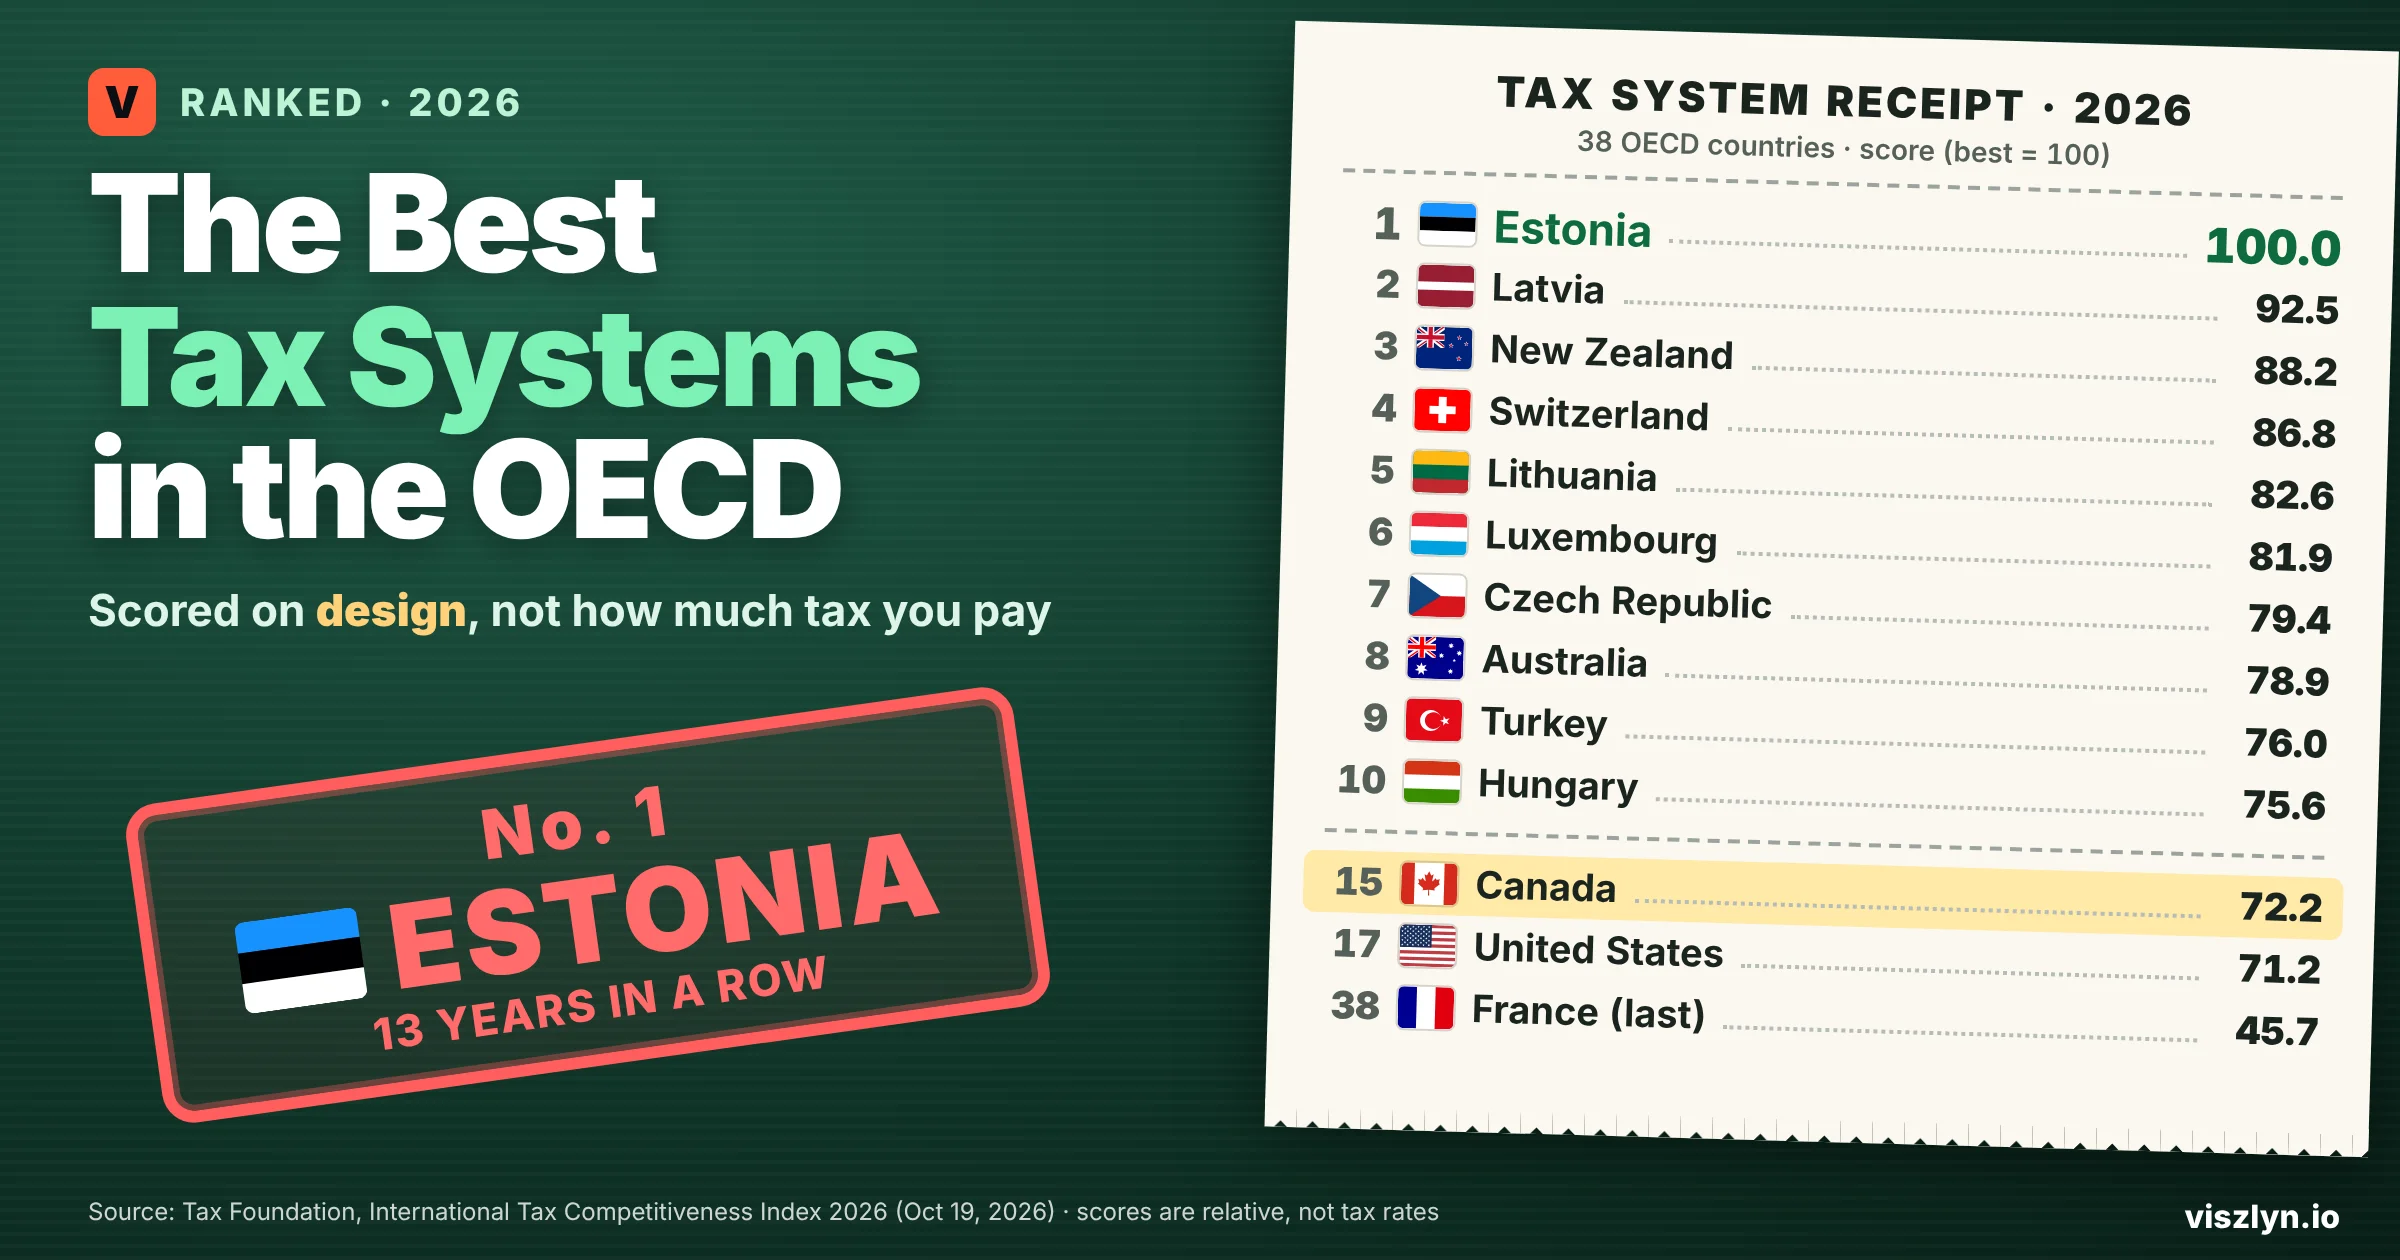 V RANKED · 2026
The Best
Tax Systems
in the OECD
Scored on design, not how much tax you pay
No. 1
ESTONIA
13 YEARS IN A ROW
TAX SYSTEM RECEIPT · 2026
38 OECD countries · score (best = 100)
1 Estonia 100.0
2 Latvia 92.5
3 New Zealand 88.2
4 Switzerland 86.8
5 Lithuania 82.6
6 Luxembourg 81.9
7 Czech Republic 79.4
8 Australia 78.9
9 Turkey 76.0
10 Hungary 75.6
15 Canada 72.2
17 United States 71.2
38 France (last) 45.7
Source: Tax Foundation, International Tax Competitiveness Index 2026 (Oct 19, 2026) · scores are relative, not tax rates
viszlyn.io